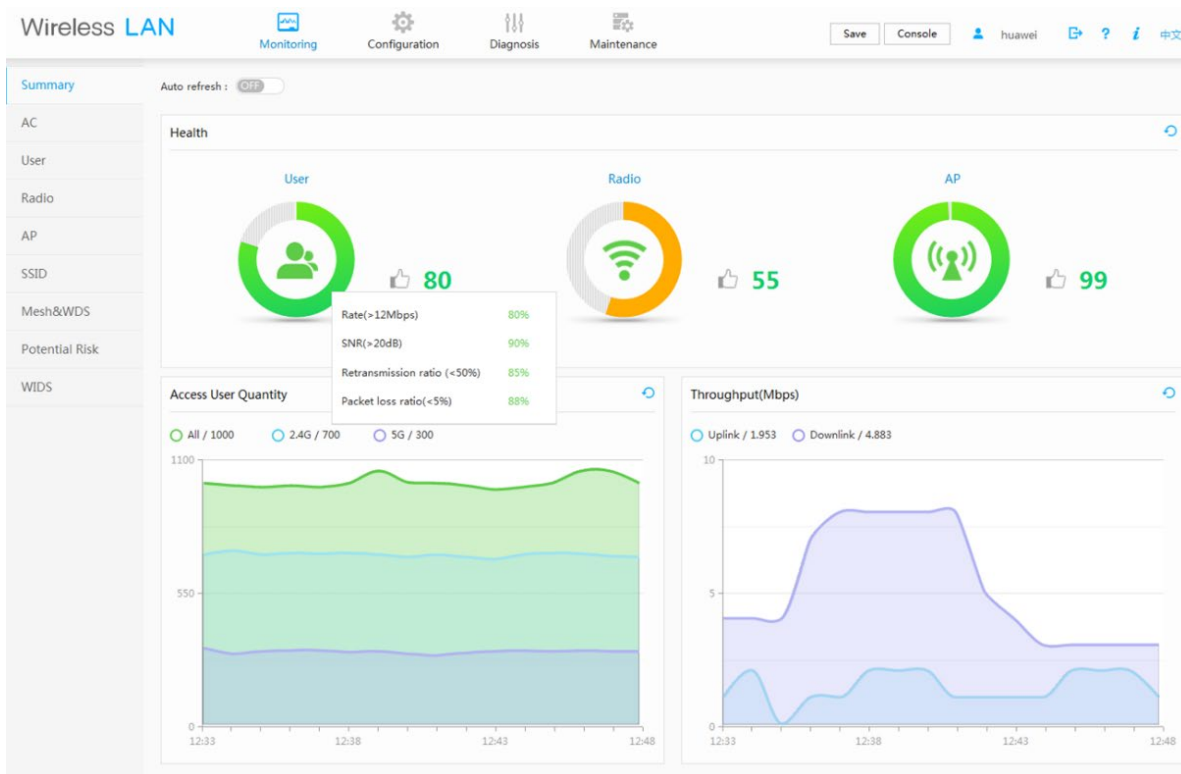 Wireless LAN
Monitoring
Configuration
Diagnosis
Maintenance
Save
Console
huawei
?
i
中文
Summary
AC
User
Radio
AP
SSID
Mesh&WDS
Potential Risk
WIDS
Auto refresh : OFF
Health
User
Radio
AP
80
55
99
Rate(>12Mbps) 80%
SNR(>20dB) 90%
Retransmission ratio (<50%) 85%
Packet loss ratio(<5%) 88%
Access User Quantity
All / 1000
2.4G / 700
5G / 300
1100
550
0
12:33
12:38
12:43
12:48
Throughput(Mbps)
Uplink / 1.953
Downlink / 4.883
10
5
0
12:33
12:38
12:43
12:48